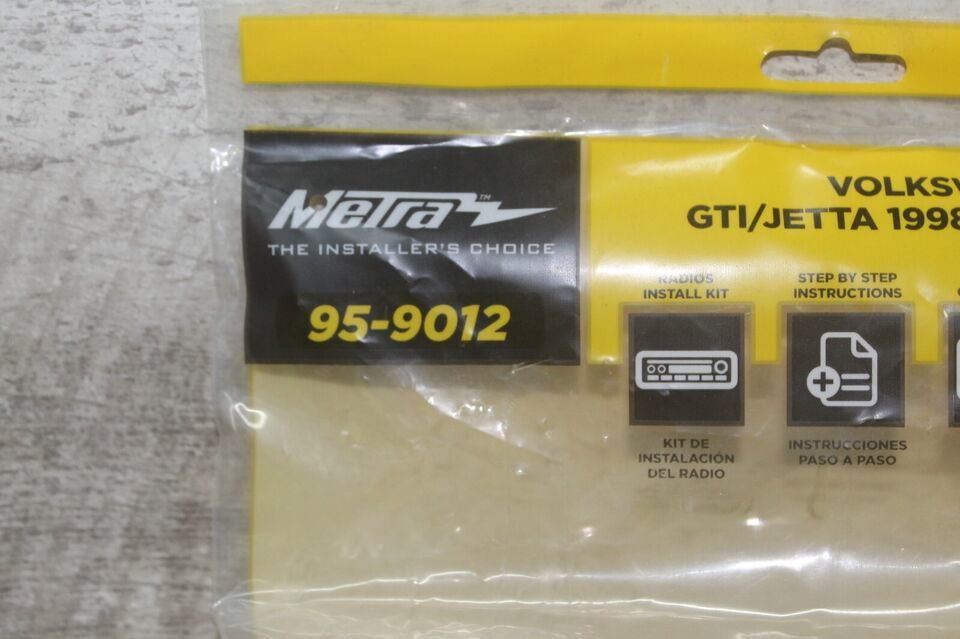 MeTra™
THE INSTALLER'S CHOICE
95-9012
VOLKSV
GTI/JETTA 1998
RADIOS
INSTALL KIT
STEP BY STEP
INSTRUCTIONS
KIT DE
INSTALACIÓN
DEL RADIO
INSTRUCCIONES
PASO A PASO